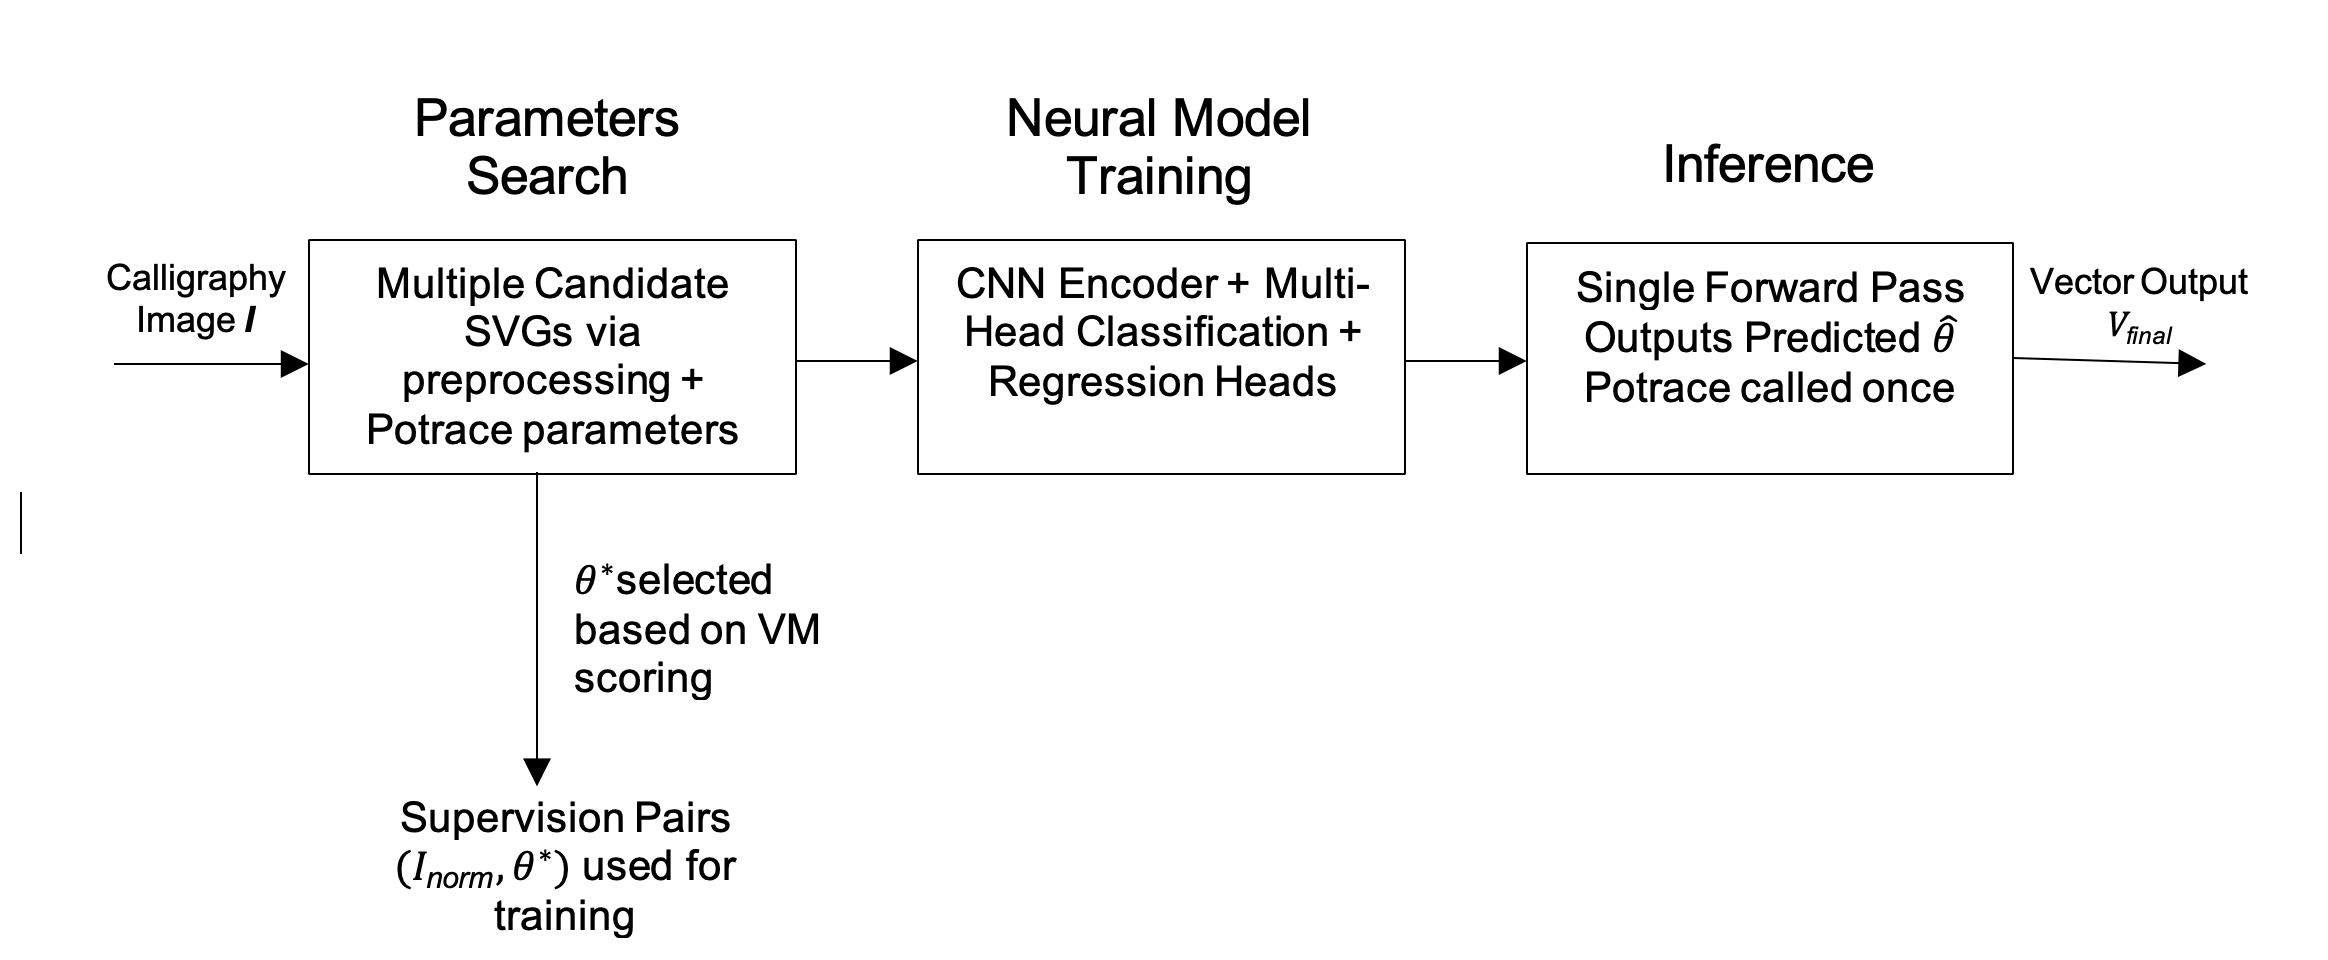 Parameters
Search
Neural Model
Training
Inference
Calligraphy
Image I
Multiple Candidate
SVGs via
preprocessing +
Potrace parameters
CNN Encoder + Multi-
Head Classification +
Regression Heads
Single Forward Pass
Outputs Predicted θ̂
Potrace called once
Vector Output
V_final
θ* selected
based on VM
scoring
Supervision Pairs
(I_norm, θ*) used for
training